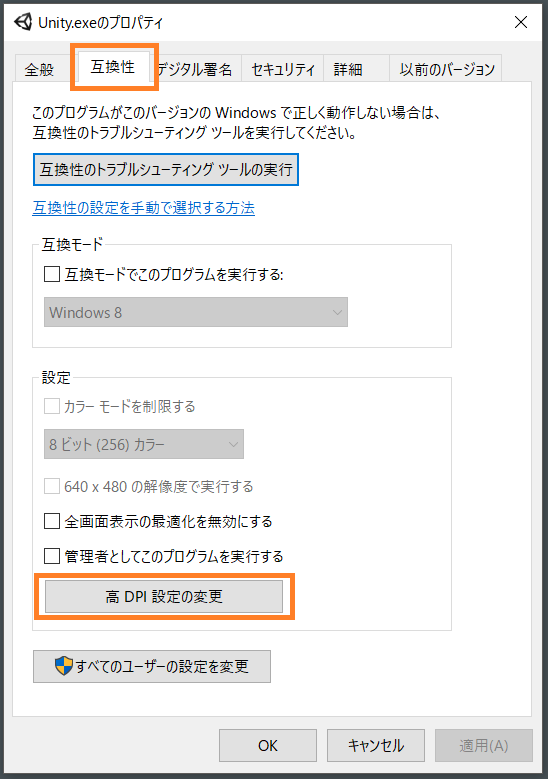 Unity.exeのプロパティ
全般
互換性
デジタル署名
セキュリティ
詳細
以前のバージョン
このプログラムがこのバージョンの Windows で正しく動作しない場合は、
互換性のトラブルシューティング ツールを実行してください。
互換性のトラブルシューティング ツールの実行
互換性の設定を手動で選択する方法
互換モード
互換モードでこのプログラムを実行する:
Windows 8
設定
カラー モードを制限する
8 ビット (256) カラー
640 x 480 の解像度で実行する
全画面表示の最適化を無効にする
管理者としてこのプログラムを実行する
高 DPI 設定の変更
すべてのユーザーの設定を変更
OK
キャンセル
適用(A)